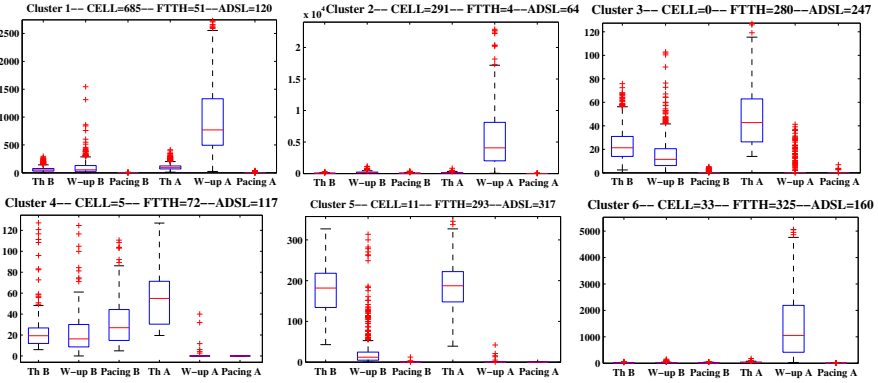 Cluster 1−− CELL=685−− FTTH=51−−ADSL=120
2500
2000
1500
1000
500
0
Th B W−up B Pacing B Th A W−up A Pacing A
x 10^4 Cluster 2−− CELL=291−− FTTH=4−−ADSL=64
2
1.5
1
0.5
0
Th B W−up B Pacing B Th A W−up A Pacing A
Cluster 3−− CELL=0−− FTTH=280−−ADSL=247
120
100
80
60
40
20
0
Th B W−up B Pacing B Th A W−up A Pacing A
Cluster 4−− CELL=5−− FTTH=72−−ADSL=117
120
100
80
60
40
20
0
Th B W−up B Pacing B Th A W−up A Pacing A
Cluster 5−− CELL=11−− FTTH=293−−ADSL=317
300
200
100
0
Th B W−up B Pacing B Th A W−up A Pacing A
Cluster 6−− CELL=33−− FTTH=325−−ADSL=160
5000
4000
3000
2000
1000
0
Th B W−up B Pacing B Th A W−up A Pacing A